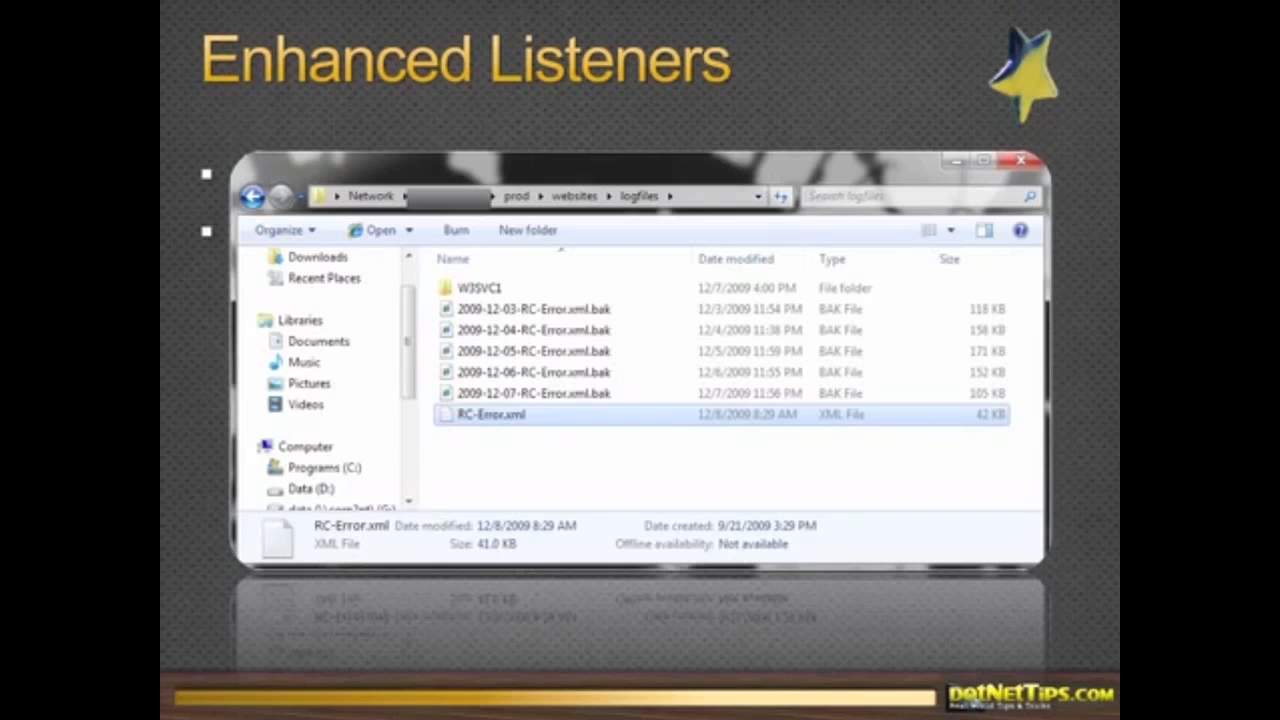 Enhanced Listeners
Network prod websites logfiles Search logfiles
Organize Open Burn New folder
Name Date modified Type Size
Downloads
Recent Places
Libraries
Documents
Music
Pictures
Videos
Computer
Programs (C:)
Data (D:)
W3SVC1 12/7/2009 4:00 PM File folder
2009-12-03-RC-Error.xml.bak 12/3/2009 11:54 PM BAK File 118 KB
2009-12-04-RC-Error.xml.bak 12/4/2009 11:38 PM BAK File 158 KB
2009-12-05-RC-Error.xml.bak 12/5/2009 11:59 PM BAK File 171 KB
2009-12-06-RC-Error.xml.bak 12/6/2009 11:55 PM BAK File 152 KB
2009-12-07-RC-Error.xml.bak 12/7/2009 11:56 PM BAK File 105 KB
RC-Error.xml 12/8/2009 8:29 AM XML File 42 KB
RC-Error.xml Date modified: 12/8/2009 8:29 AM Date created: 9/21/2009 3:29 PM
XML File Size: 41.0 KB Offline availability: Not available
DotNetTips.com
Real World Tips & Tricks